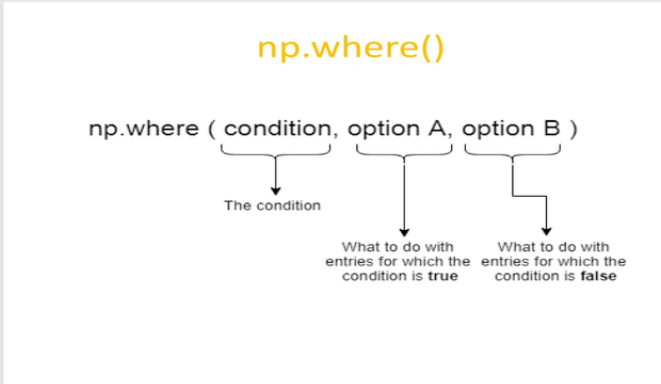 np.where()
np.where ( condition, option A, option B )
The condition
What to do with
entries for which the
condition is true
What to do with
entries for which the
condition is false